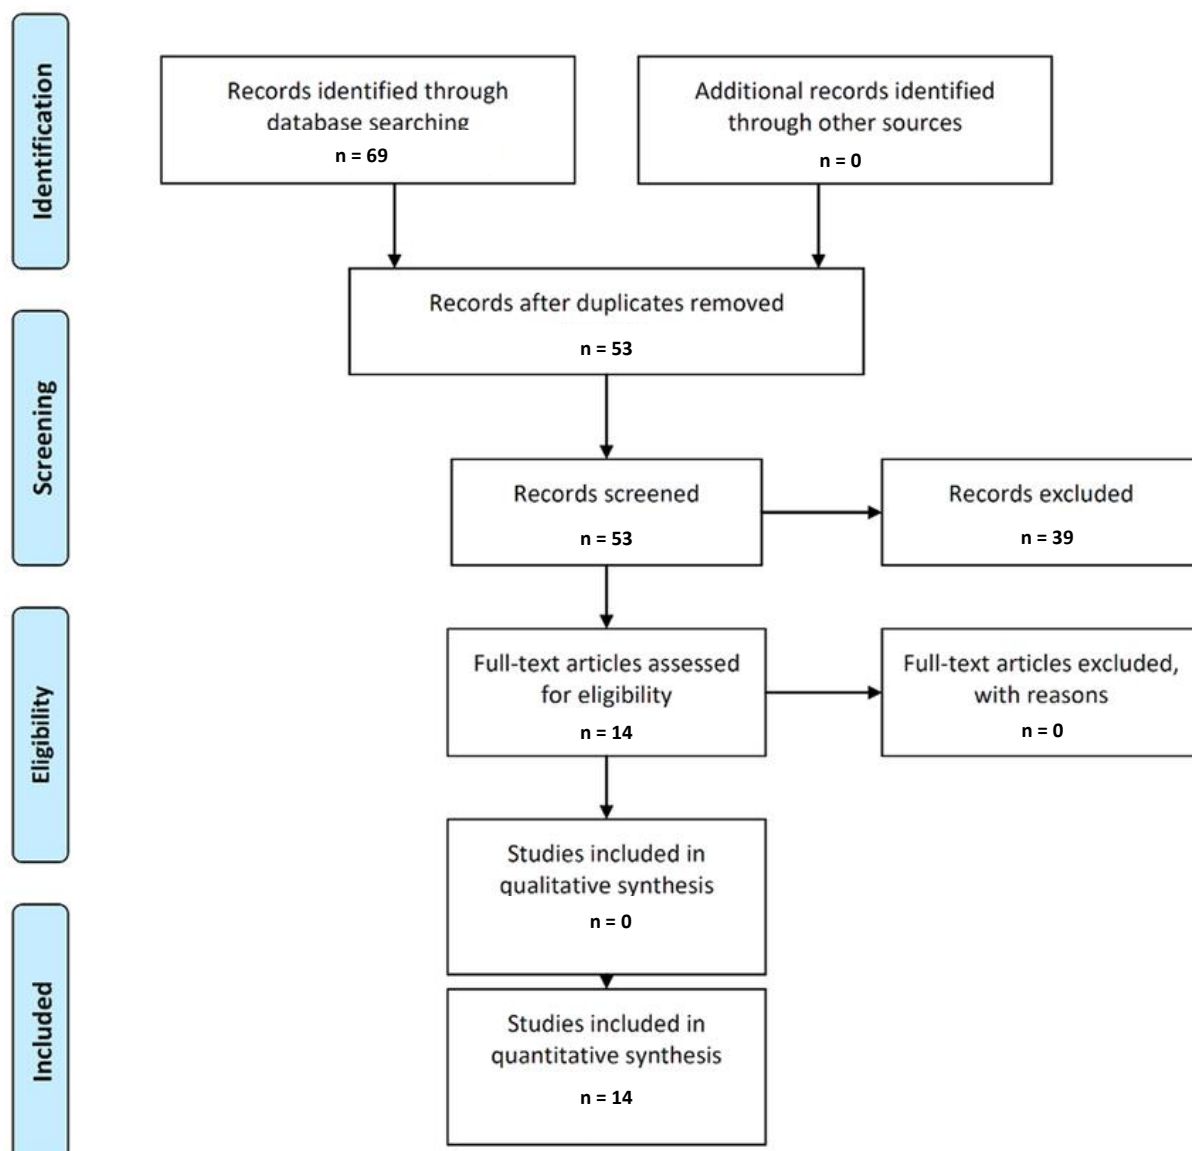 Identification
Records identified through
database searching
n = 69
Additional records identified
through other sources
n = 0
Records after duplicates removed
n = 53
Screening
Records screened
n = 53
Records excluded
n = 39
Eligibility
Full-text articles assessed
for eligibility
n = 14
Full-text articles excluded,
with reasons
n = 0
Studies included in
qualitative synthesis
n = 0
Included
Studies included in
quantitative synthesis
n = 14